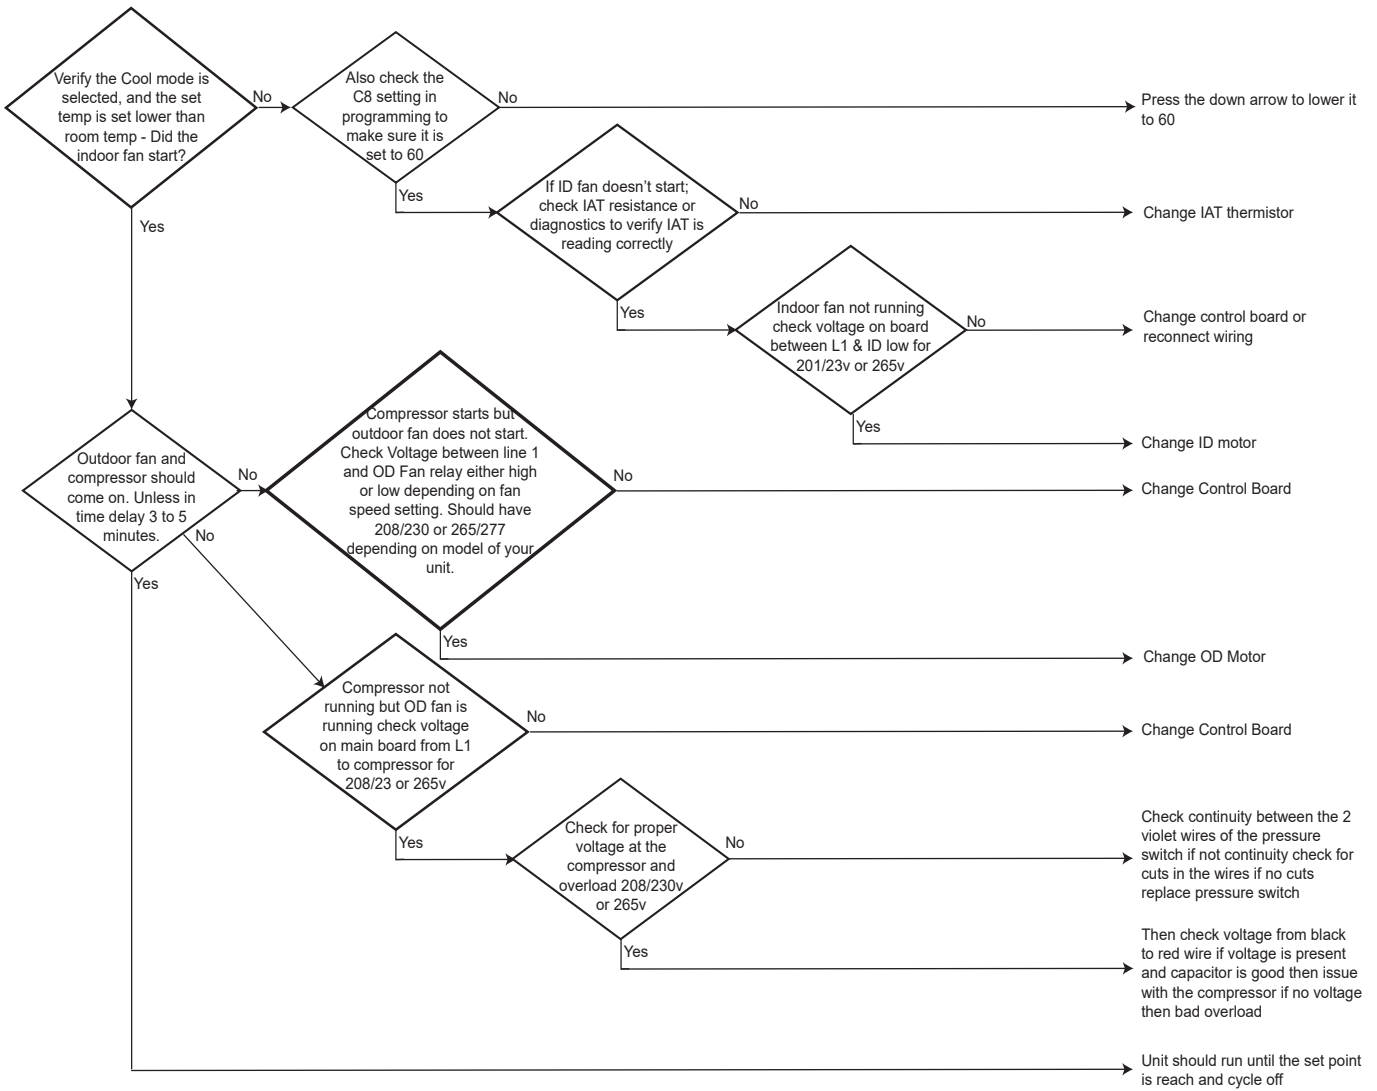 Verify the Cool mode is
selected, and the set
temp is set lower than
room temp - Did the
indoor fan start?
No
Yes
Also check the
C8 setting in
programming to
make sure it is
set to 60
No
Press the down arrow to lower it
to 60
Yes
If ID fan doesn't start;
check IAT resistance or
diagnostics to verify IAT is
reading correctly
No
Change IAT thermistor
Yes
Indoor fan not running
check voltage on board
between L1 & ID low for
201/23v or 265v
No
Change control board or
reconnect wiring
Yes
Change ID motor
Outdoor fan and
compressor should
come on. Unless in
time delay 3 to 5
minutes.
No
No
Yes
Compressor starts but
outdoor fan does not start.
Check Voltage between line 1
and OD Fan relay either high
or low depending on fan
speed setting. Should have
208/230 or 265/277
depending on model of your
unit.
No
Change Control Board
Yes
Change OD Motor
Compressor not
running but OD fan is
running check voltage
on main board from L1
to compressor for
208/23 or 265v
No
Change Control Board
Yes
Check for proper
voltage at the
compressor and
overload 208/230v
or 265v
No
Check continuity between the 2
violet wires of the pressure
switch if not continuity check for
cuts in the wires if no cuts
replace pressure switch
Yes
Then check voltage from black
to red wire if voltage is present
and capacitor is good then issue
with the compressor if no voltage
then bad overload
Unit should run until the set point
is reach and cycle off